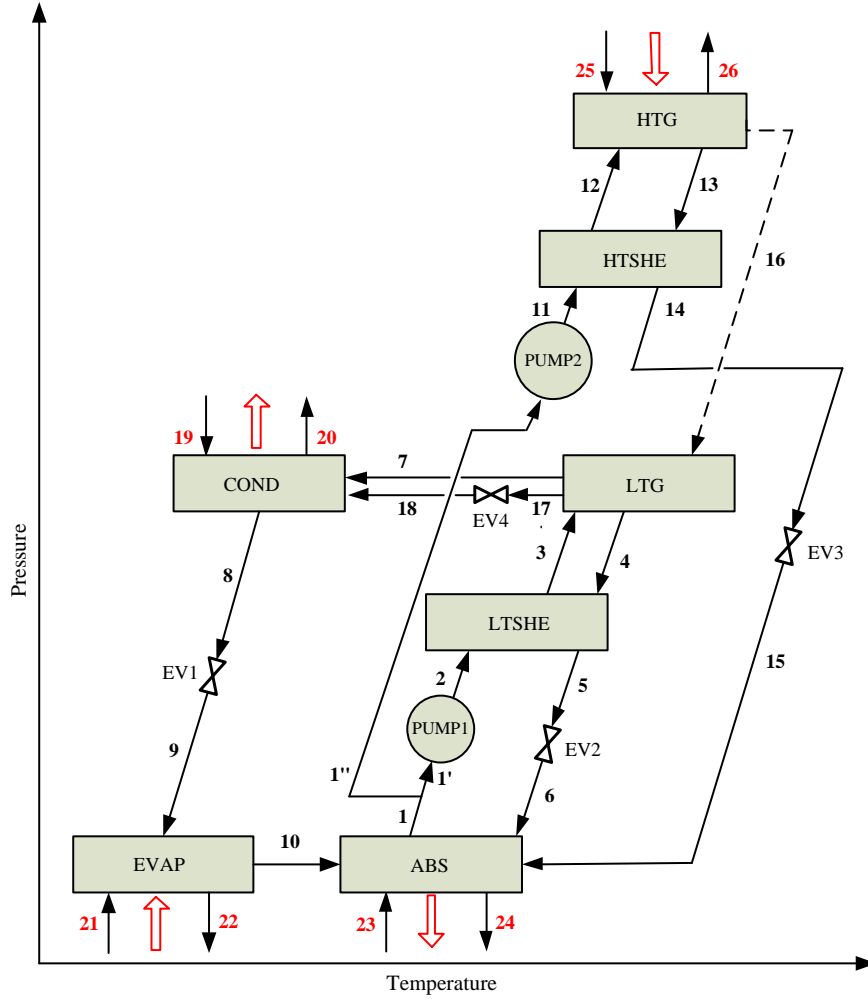 25
26
HTG
12
13
16
HTSHE
11
14
PUMP2
19
20
7
COND
LTG
18
17
EV4
3
4
EV3
8
LTSHE
Pressure
15
2
5
EV1
PUMP1
EV2
9
1''
1'
6
1
10
EVAP
ABS
21
22
23
24
Temperature